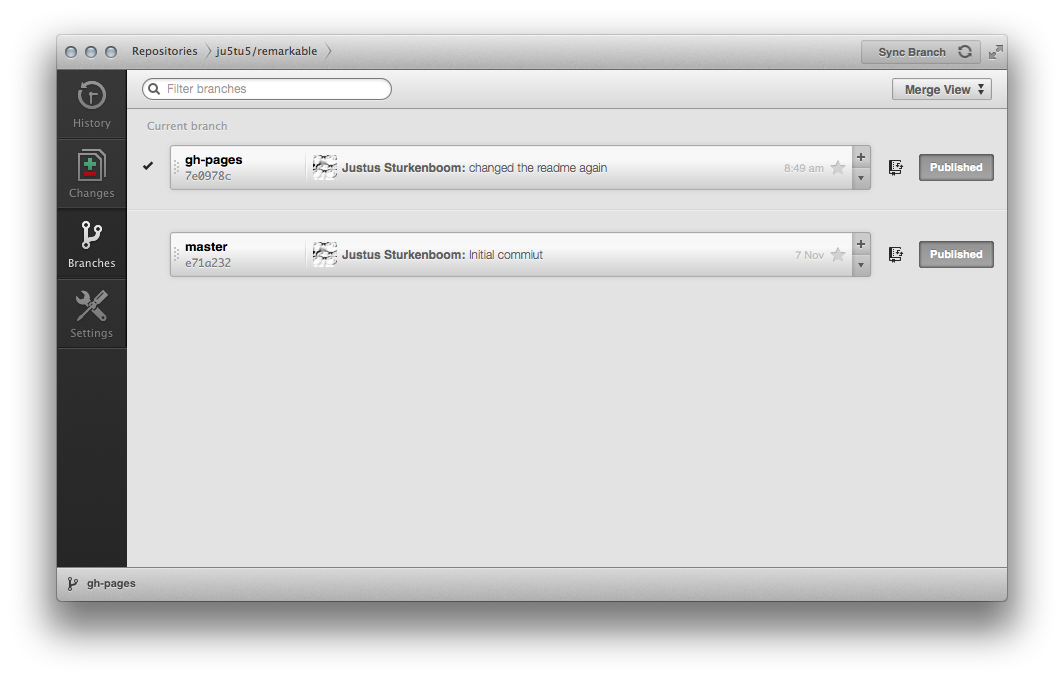 Repositories ju5tu5/remarkable Sync Branch
History
Changes
Branches
Settings
Filter branches Merge View
Current branch
gh-pages
7e0978c
Justus Sturkenboom: changed the readme again 8:49 am Published
master
e71a232
Justus Sturkenboom: Initial commiut 7 Nov Published
gh-pages